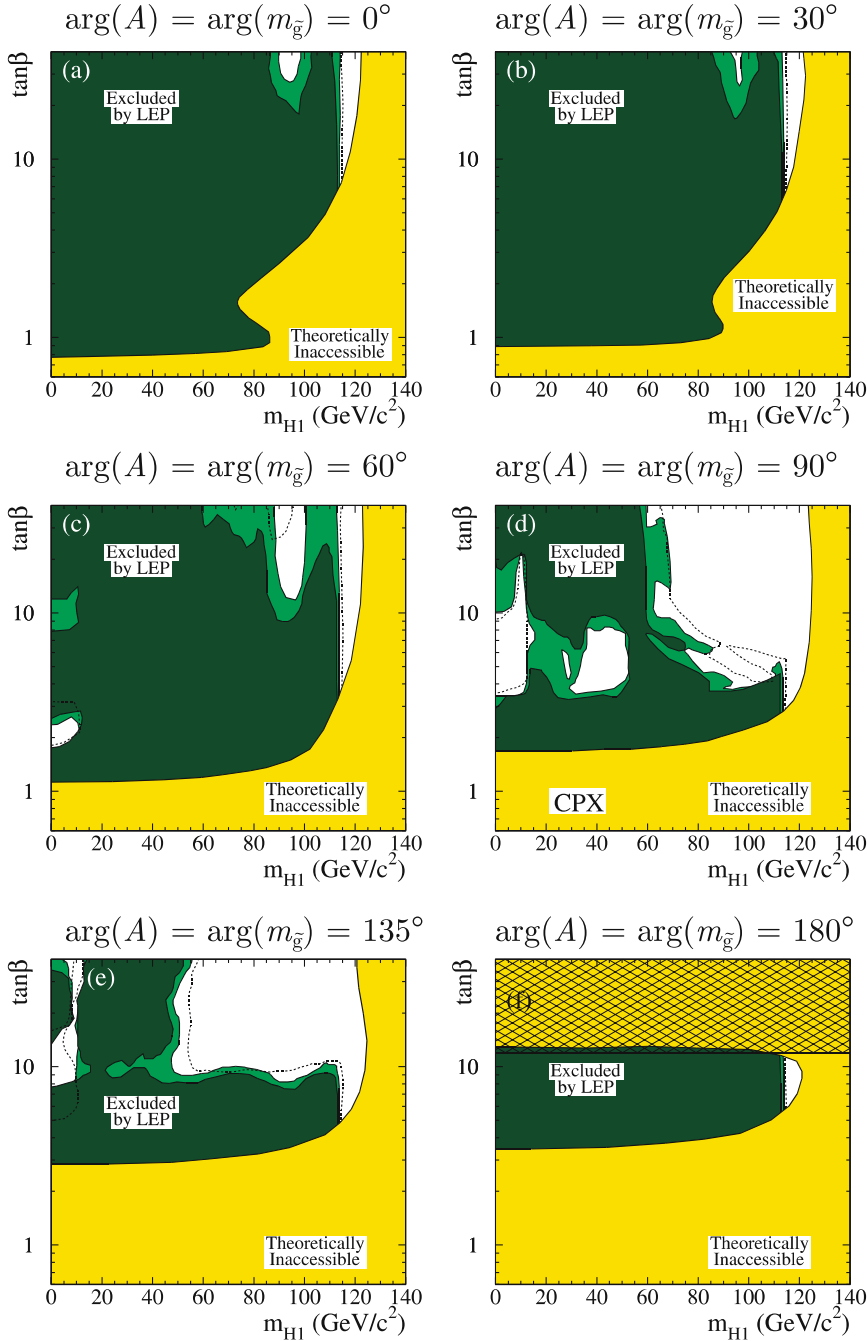 arg(A) = arg(m_g̃) = 0°
arg(A) = arg(m_g̃) = 30°
tanβ
(a)
Excluded
by LEP
10
1
Theoretically
Inaccessible
0 20 40 60 80 100 120 140
m_H1 (GeV/c²)
tanβ
(b)
Excluded
by LEP
10
1
Theoretically
Inaccessible
0 20 40 60 80 100 120 140
m_H1 (GeV/c²)
arg(A) = arg(m_g̃) = 60°
arg(A) = arg(m_g̃) = 90°
tanβ
(c)
Excluded
by LEP
10
1
Theoretically
Inaccessible
0 20 40 60 80 100 120 140
m_H1 (GeV/c²)
tanβ
(d)
Excluded
by LEP
10
1
CPX
Theoretically
Inaccessible
0 20 40 60 80 100 120 140
m_H1 (GeV/c²)
arg(A) = arg(m_g̃) = 135°
arg(A) = arg(m_g̃) = 180°
tanβ
(e)
10
Excluded
by LEP
1
Theoretically
Inaccessible
0 20 40 60 80 100 120 140
m_H1 (GeV/c²)
tanβ
(f)
10
Excluded
by LEP
1
Theoretically
Inaccessible
0 20 40 60 80 100 120 140
m_H1 (GeV/c²)